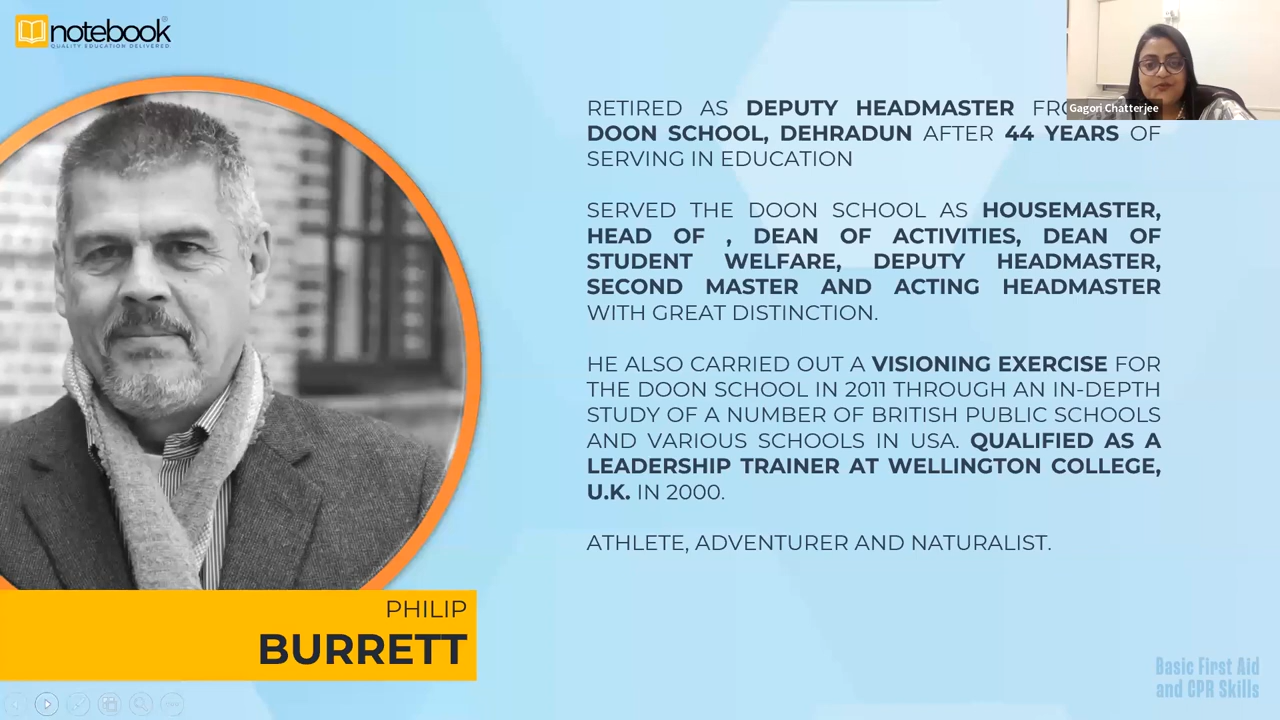 notebook
QUALITY EDUCATION DELIVERED
Gagori Chatterjee
RETIRED AS DEPUTY HEADMASTER
DOON SCHOOL, DEHRADUN AFTER 44 YEARS OF
SERVING IN EDUCATION
SERVED THE DOON SCHOOL AS HOUSEMASTER,
HEAD OF , DEAN OF ACTIVITIES, DEAN OF
STUDENT WELFARE, DEPUTY HEADMASTER,
SECOND MASTER AND ACTING HEADMASTER
WITH GREAT DISTINCTION.
HE ALSO CARRIED OUT A VISIONING EXERCISE FOR
THE DOON SCHOOL IN 2011 THROUGH AN IN-DEPTH
STUDY OF A NUMBER OF BRITISH PUBLIC SCHOOLS
AND VARIOUS SCHOOLS IN USA. QUALIFIED AS A
LEADERSHIP TRAINER AT WELLINGTON COLLEGE,
U.K. IN 2000.
ATHLETE, ADVENTURER AND NATURALIST.
PHILIP
BURRETT
Basic First Aid
and CPR Skills